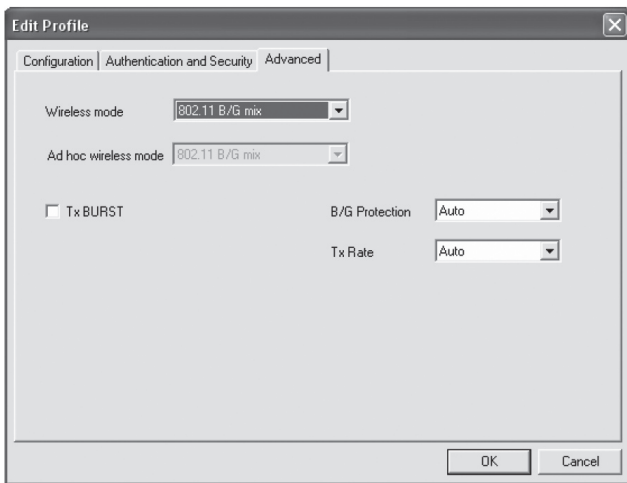 Edit Profile
Configuration
Authentication and Security
Advanced
Wireless mode
802.11 B/G mix
Ad hoc wireless mode
802.11 B/G mix
Tx BURST
B/G Protection
Auto
Tx Rate
Auto
OK
Cancel